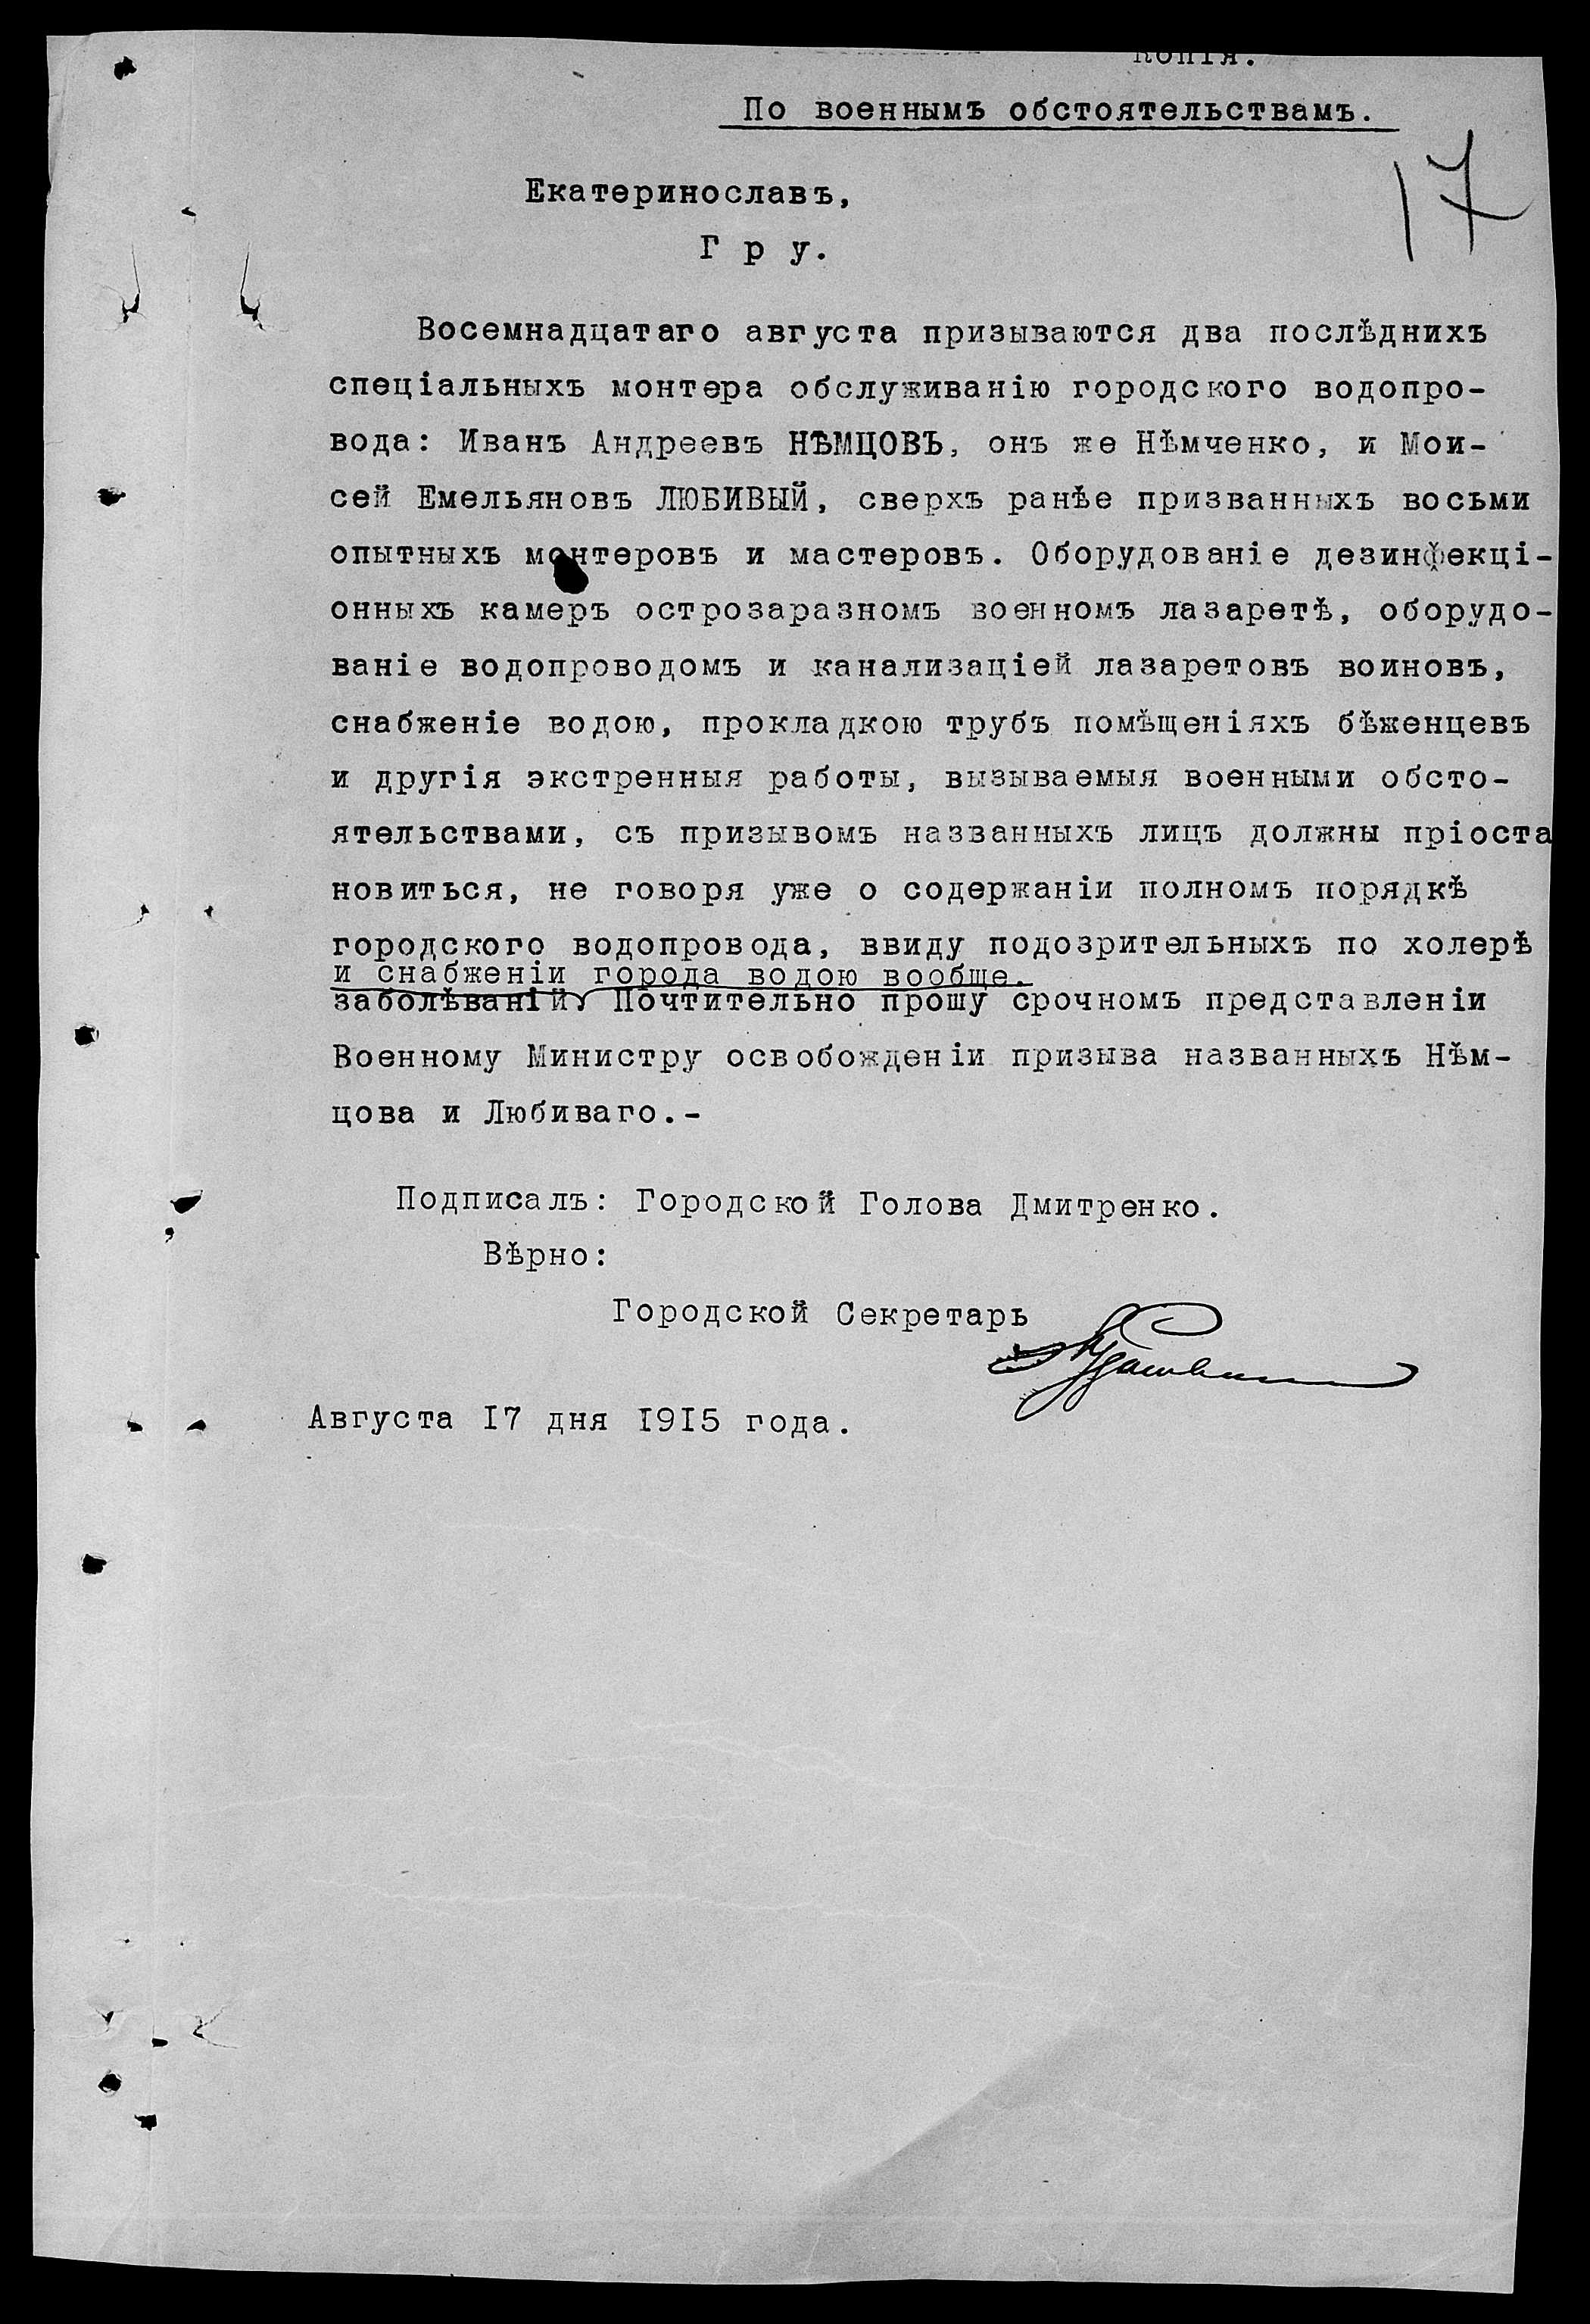 Копія.
По военнымъ обстоятельствамъ.
17
Екатеринославъ,
Г р у.
Восемнадцатаго августа призываются два послѣднихъ
спеціальныхъ монтера обслуживанію городского водопро-
вода: Иванъ Андреевъ НѢМЦОВЪ, онъ же Нѣмченко, и Мои-
сей Емельяновъ ЛЮБИВЫЙ, сверхъ ранѣе призванныхъ восьми
опытныхъ монтеровъ и мастеровъ. Оборудованіе дезинфекці-
онныхъ камеръ острозаразномъ военномъ лазаретѣ, оборудо-
ваніе водопроводомъ и канализаціей лазаретовъ воиновъ,
снабженіе водою, прокладкою трубъ помѣщеніяхъ бѣженцевъ
и другія экстренныя работы, вызываемыя военными обсто-
ятельствами, съ призывомъ названныхъ лицъ должны пріоста
новиться, не говоря уже о содержаніи полномъ порядкѣ
городского водопровода, ввиду подозрительныхъ по холерѣ
и снабженіи города водою вообще.
заболѣваній. Почтительно прошу срочномъ представленіи
Военному Министру освобожденіи призыва названныхъ Нѣм-
цова и Любиваго.-
Подписалъ: Городской Голова Дмитренко.
Вѣрно:
Городской Секретарь
Августа I7 дня I9I5 года.